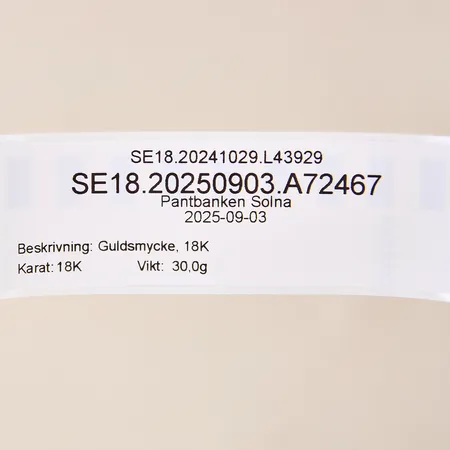 SE18.20241029.L43929
SE18.20250903.A72467
Pantbanken Solna
2025-09-03
Beskrivning: Guldsmycke, 18K
Karat: 18K Vikt: 30,0g